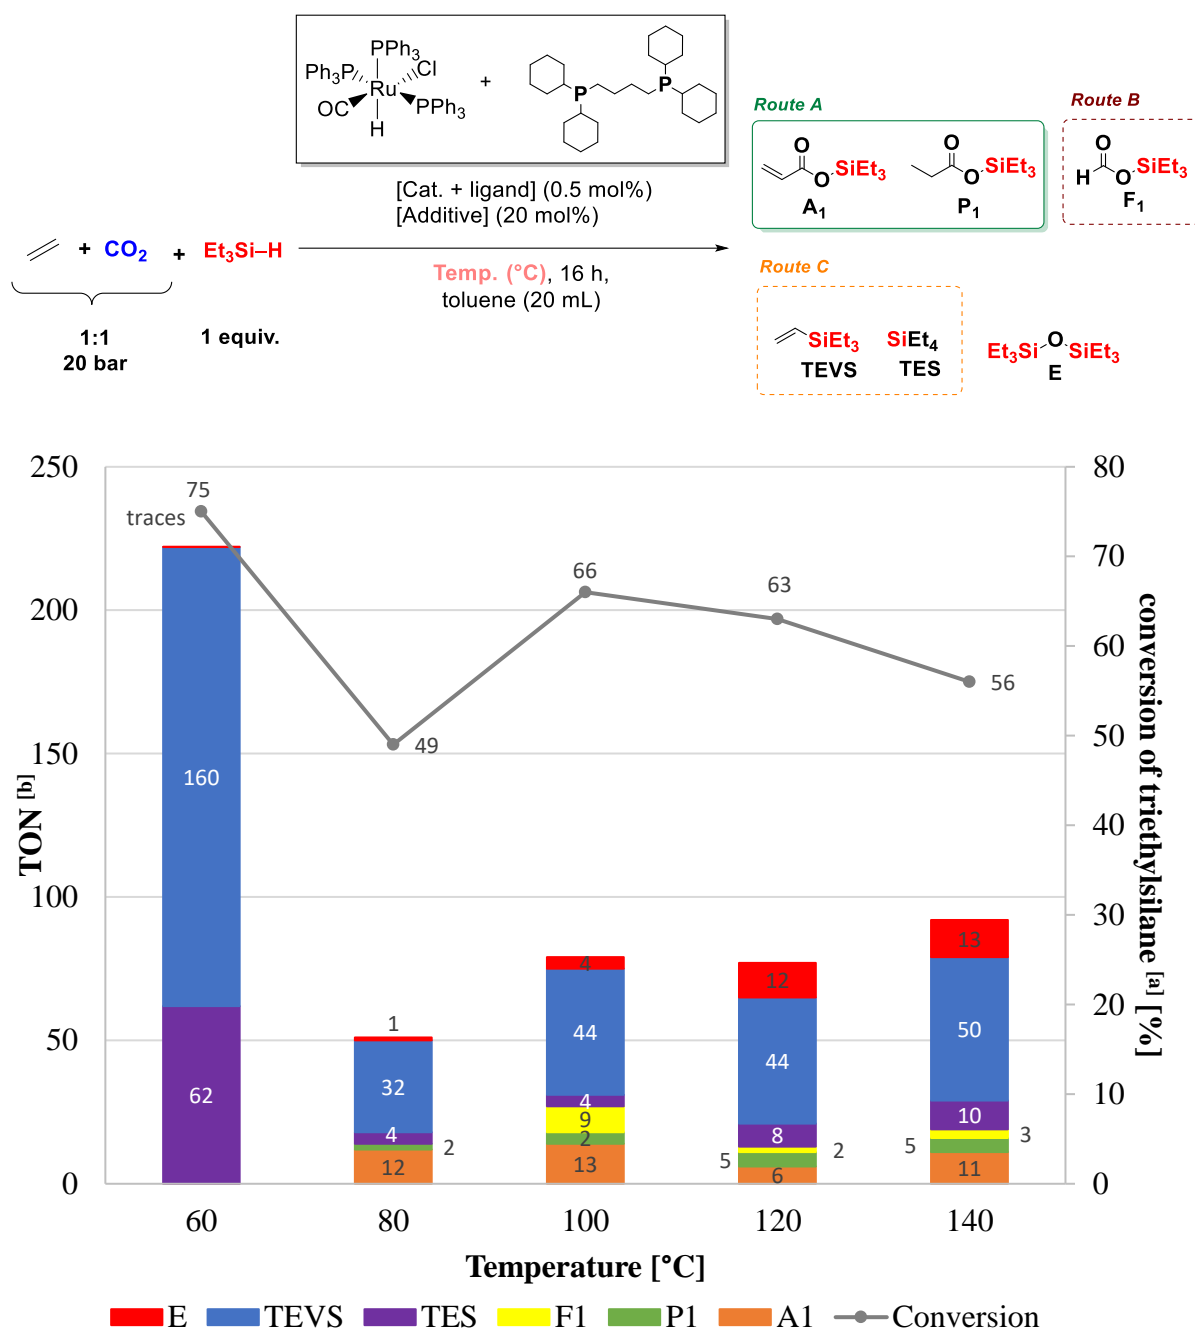 PPh3
Ph3P
Cl
Ru
OC
PPh3
H
+
P
P
[Cat. + ligand] (0.5 mol%)
[Additive] (20 mol%)
+ CO2 + Et3Si–H
Temp. (°C), 16 h,
toluene (20 mL)
1:1
20 bar
1 equiv.
Route A
O
O
SiEt3
A1
O
O
SiEt3
P1
Route B
O
H
O
SiEt3
F1
Route C
SiEt3
TEVS
SiEt4
TES
Et3Si
O
SiEt3
E
250
200
150
100
50
0
TON [b]
80
70
60
50
40
30
20
10
0
conversion of triethylsilane [a] [%]
75
traces
160
62
49
1
32
4
2
12
66
4
44
4
9
2
13
63
12
44
8
2
5
6
56
13
50
10
3
5
11
60 80 100 120 140
Temperature [°C]
E TEVS TES F1 P1 A1 Conversion